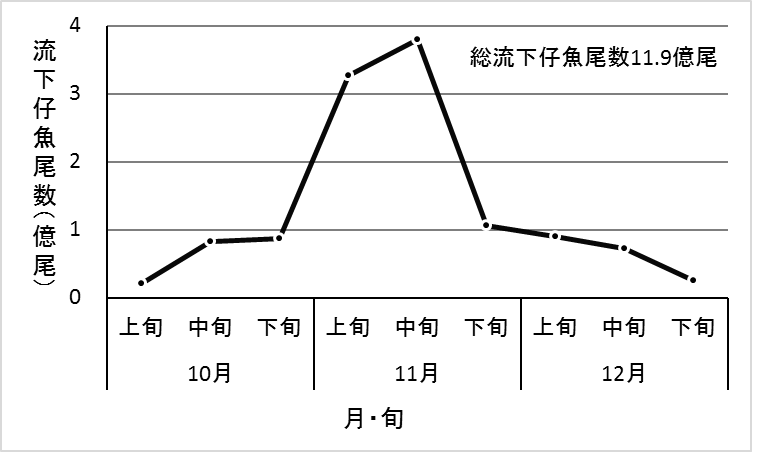 総流下仔魚尾数11.9億尾
流下仔魚尾数(億尾)
4
3
2
1
0
上旬 中旬 下旬 上旬 中旬 下旬 上旬 中旬 下旬
10月 11月 12月
月・旬